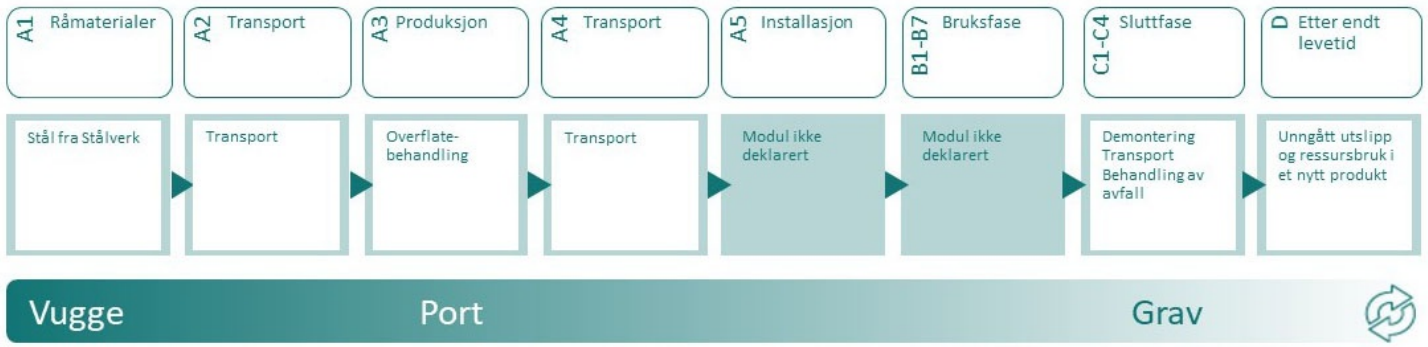 A1 Råmaterialer
A2 Transport
A3 Produksjon
A4 Transport
A5 Installasjon
B1-B7 Bruksfase
C1-C4 Sluttfase
D Etter endt
levetid
Stål fra Stålverk
Transport
Overflate-
behandling
Transport
Modul ikke
deklarert
Modul ikke
deklarert
Demontering
Transport
Behandling av
avfall
Unngått utslipp
og ressursbruk i
et nytt produkt
Vugge
Port
Grav